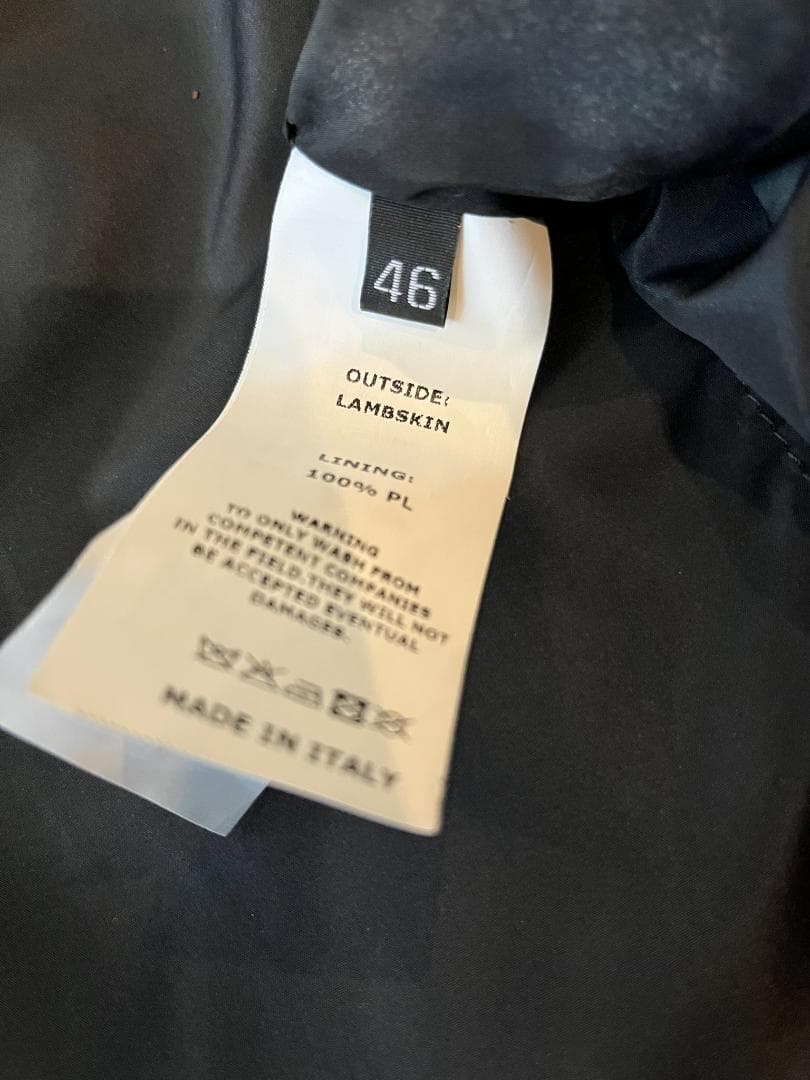 46
OUTSIDE:
LAMBSKIN
LINING:
100% PL
WARNING
TO ONLY WASH FROM
COMPETENT COMPANIES
IN THE FIELD.THEY WILL NOT
BE ACCEPTED EVENTUAL
DAMAGES.
MADE IN ITALY